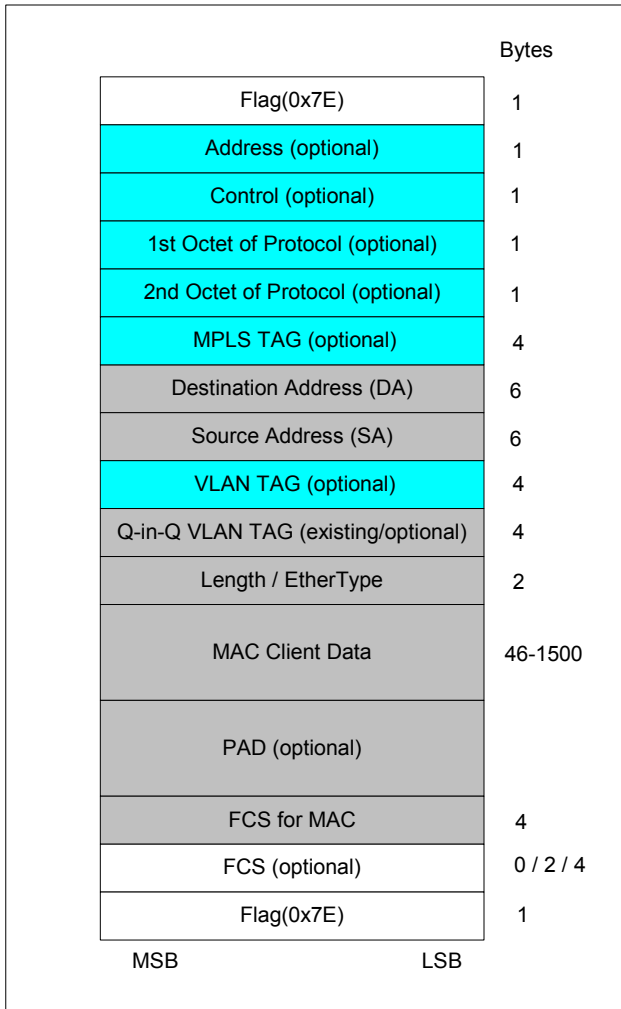 Bytes
Flag(0x7E) 1
Address (optional) 1
Control (optional) 1
1st Octet of Protocol (optional) 1
2nd Octet of Protocol (optional) 1
MPLS TAG (optional) 4
Destination Address (DA) 6
Source Address (SA) 6
VLAN TAG (optional) 4
Q-in-Q VLAN TAG (existing/optional) 4
Length / EtherType 2
MAC Client Data 46-1500
PAD (optional)
FCS for MAC 4
FCS (optional) 0 / 2 / 4
Flag(0x7E) 1
MSB LSB